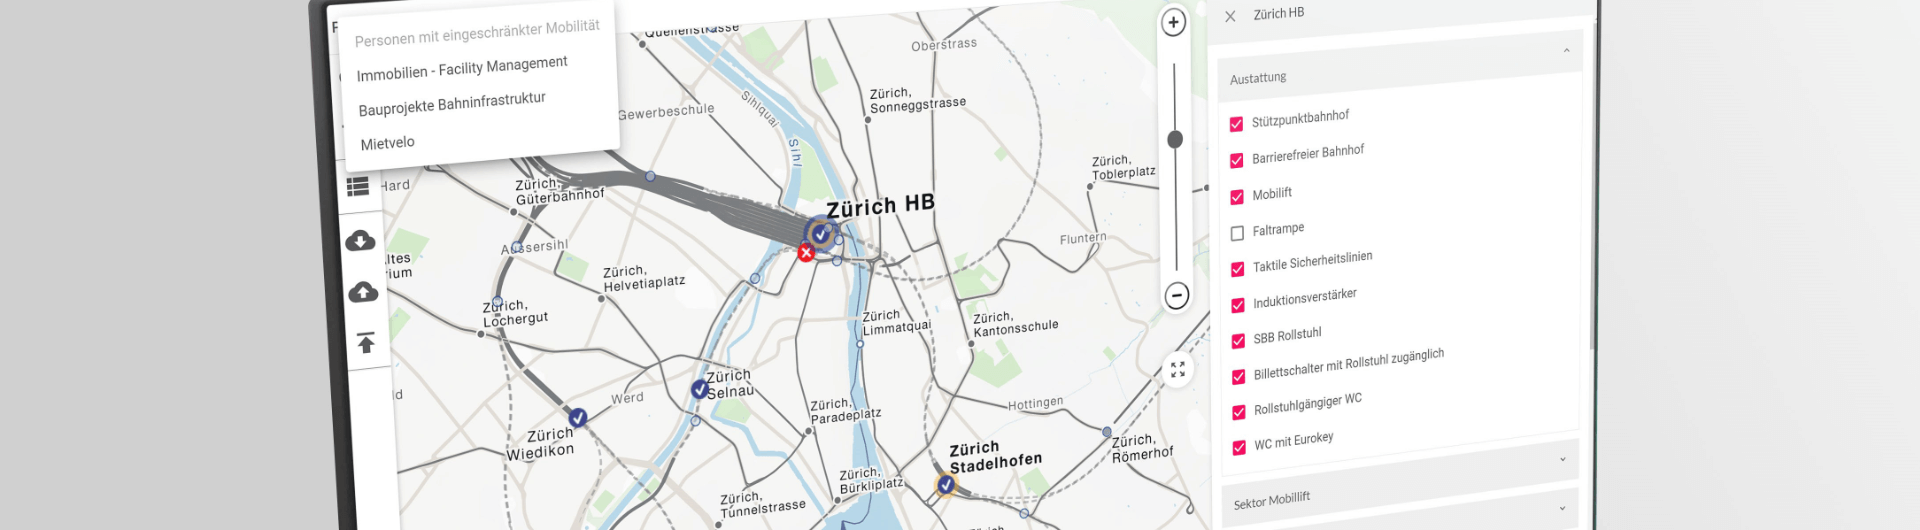 Personen mit eingeschränkter Mobilität
Immobilien - Facility Management
Bauprojekte Bahninfrastruktur
Mietvelo
Quellenstrasse
Oberstrass
Gewerbeschule
Sihlquai
Sihl
Zürich,
Sonneggstrasse
Zürich,
Toblerplatz
Hard
Zürich,
Güterbahnhof
Zürich HB
Aussersihl
Fluntern
Zürich,
Helvetiaplatz
Zürich,
Lochergut
Zürich
Limmatquai
Zürich,
Kantonsschule
Zürich
Selnau
Werd
Zürich,
Paradeplatz
Hottingen
Zürich
Wiedikon
Zürich
Stadelhofen
Zürich,
Römerhof
Zürich,
Bürkliplatz
Zürich,
Tunnelstrasse
Zürich HB
Austattung
Stützpunktbahnhof
Barrierefreier Bahnhof
Mobilift
Faltrampe
Taktile Sicherheitslinien
Induktionsverstärker
SBB Rollstuhl
Billettschalter mit Rollstuhl zugänglich
Rollstuhlgängiger WC
WC mit Eurokey
Sektor Mobillift